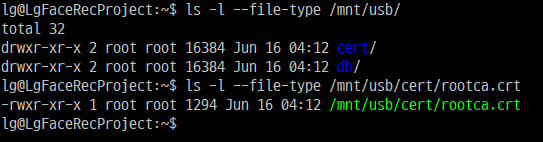 lg@LgFaceRecProject:~$ ls -l --file-type /mnt/usb/
total 32
drwxr-xr-x 2 root root 16384 Jun 16 04:12 cert/
drwxr-xr-x 2 root root 16384 Jun 16 04:12 db/
lg@LgFaceRecProject:~$ ls -l --file-type /mnt/usb/cert/rootca.crt
-rwxr-xr-x 1 root root 1294 Jun 16 04:12 /mnt/usb/cert/rootca.crt
lg@LgFaceRecProject:~$